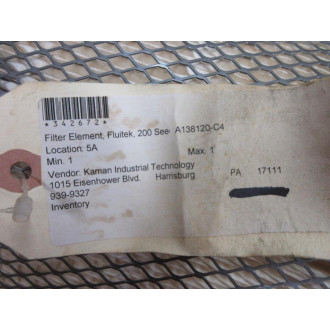 *342672*
Filter Element, Fluitek, 200 See A138120-C4
Location: 5A
Min. 1 Max. 1
Vendor: Kaman Industrial Technology
1015 Eisenhower Blvd. Harrisburg PA 17111
939-9327
Inventory